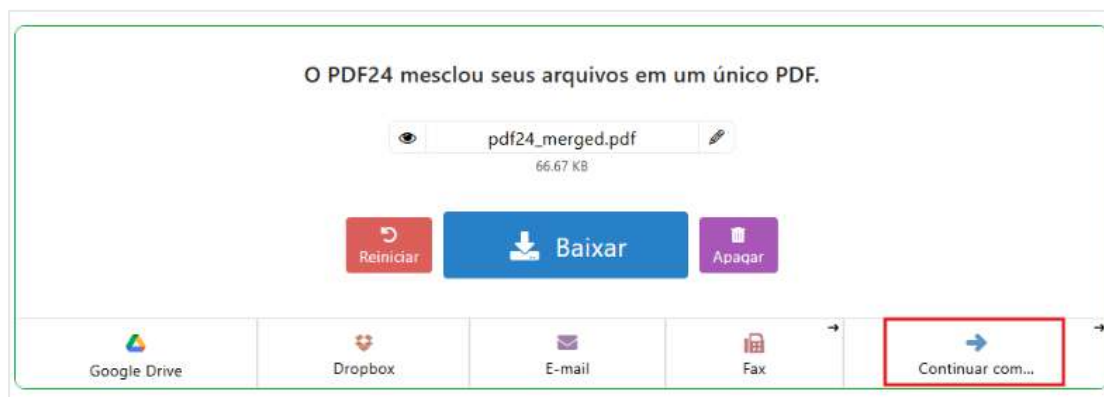 O PDF24 mesclou seus arquivos em um único PDF.
pdf24_merged.pdf
66.67 KB
Reiniciar
Baixar
Apagar
Google Drive
Dropbox
E-mail
Fax
Continuar com...